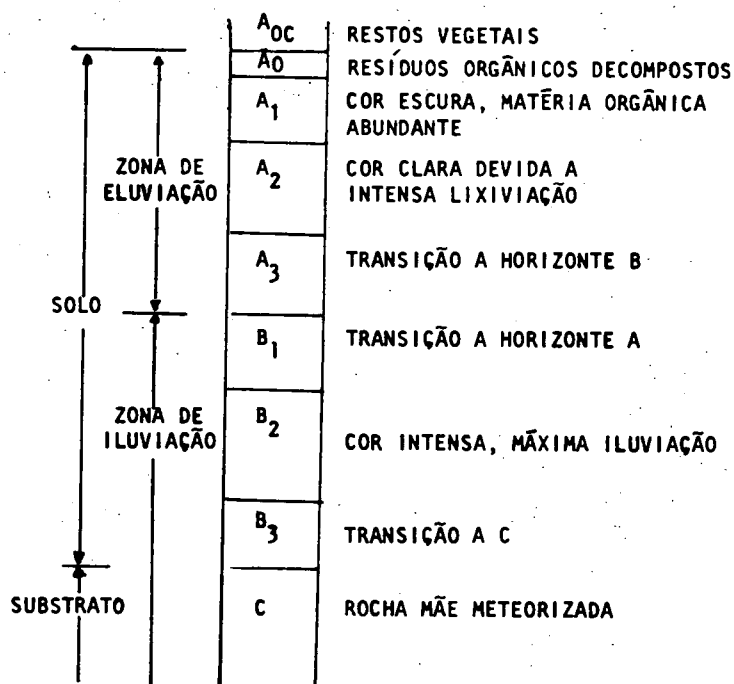 A OC RESTOS VEGETAIS
AO RESÍDUOS ORGÂNICOS DECOMPOSTOS
A1 COR ESCURA, MATÉRIA ORGÂNICA
ABUNDANTE
ZONA DE
ELUVIAÇÃO
A2 COR CLARA DEVIDA A
INTENSA LIXIVIAÇÃO
A3 TRANSIÇÃO A HORIZONTE B
SOLO
B1 TRANSIÇÃO A HORIZONTE A
ZONA DE
ILUVIAÇÃO
B2 COR INTENSA, MÁXIMA ILUVIAÇÃO
B3 TRANSIÇÃO A C
SUBSTRATO
C ROCHA MÃE METEORIZADA